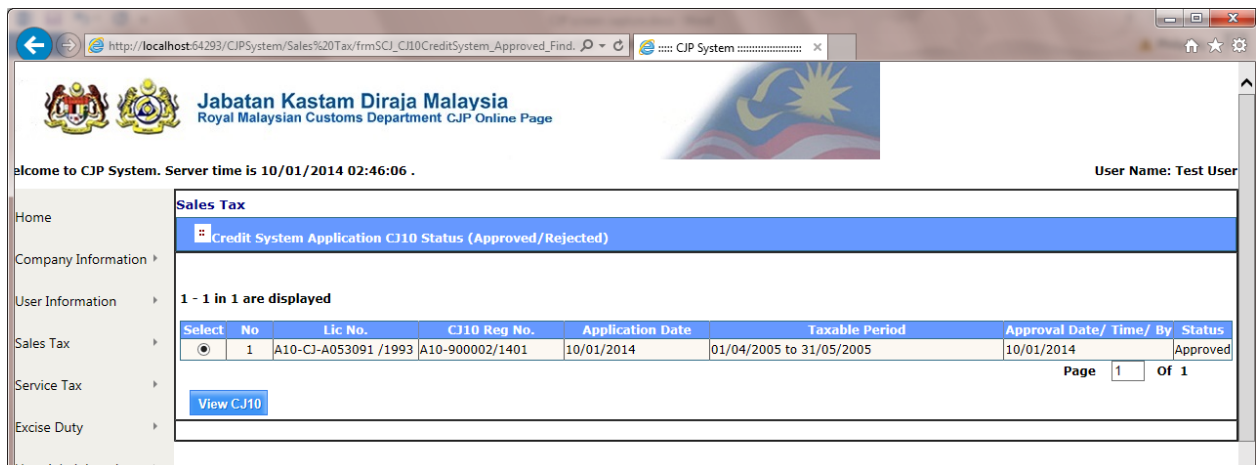 http://localhost:64293/CJPSystem/Sales%20Tax/frmSCJ_CJ10CreditSystem_Approved_Find.
::::: CJP System ::::::::::::::::::::::
Jabatan Kastam Diraja Malaysia
Royal Malaysian Customs Department CJP Online Page
elcome to CJP System. Server time is 10/01/2014 02:46:06 .
User Name: Test User
Home
Company Information
User Information
Sales Tax
Service Tax
Excise Duty
Sales Tax
Credit System Application CJ10 Status (Approved/Rejected)
1 - 1 in 1 are displayed
Select No Lic No. CJ10 Reg No. Application Date Taxable Period Approval Date/ Time/ By Status
1 A10-CJ-A053091 /1993 A10-900002/1401 10/01/2014 01/04/2005 to 31/05/2005 10/01/2014 Approved
Page 1 Of 1
View CJ10